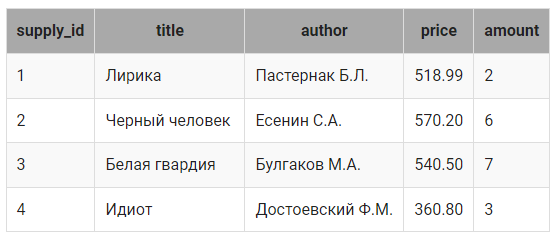 supply_id title author price amount
1 Лирика Пастернак Б.Л. 518.99 2
2 Черный человек Есенин С.А. 570.20 6
3 Белая гвардия Булгаков М.А. 540.50 7
4 Идиот Достоевский Ф.М. 360.80 3